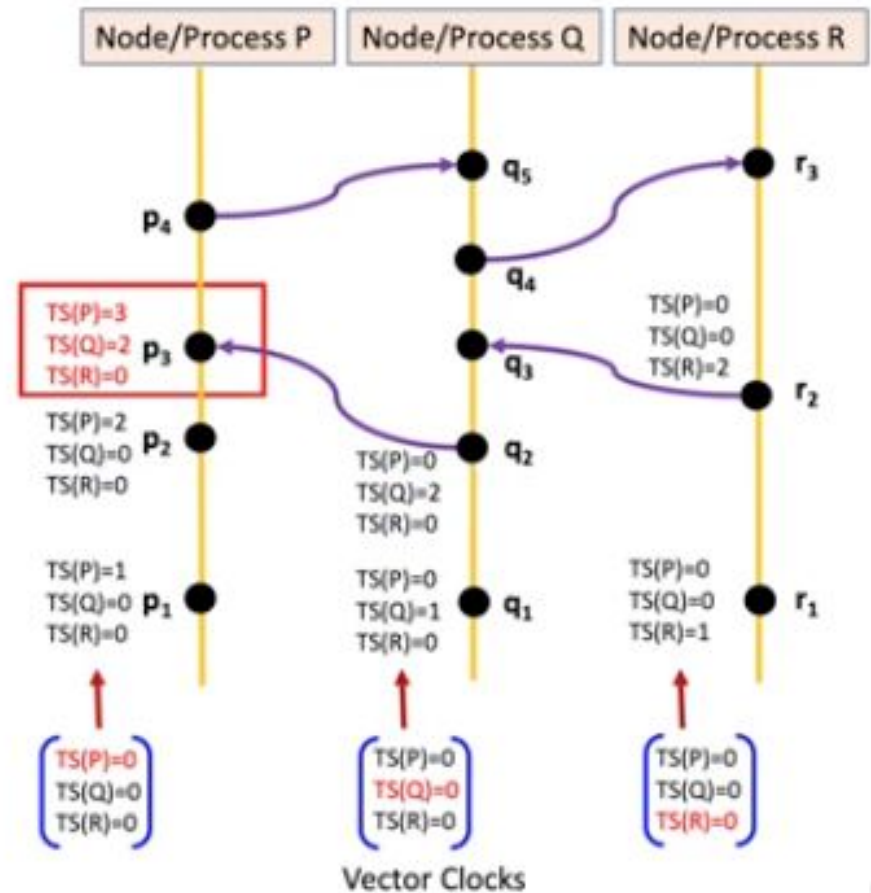 Node/Process P
Node/Process Q
Node/Process R
q5
r3
p4
q4
TS(P)=3
TS(Q)=2
TS(R)=0
p3
q3
TS(P)=0
TS(Q)=0
TS(R)=2
r2
TS(P)=2
TS(Q)=0
TS(R)=0
p2
q2
TS(P)=0
TS(Q)=2
TS(R)=0
TS(P)=1
TS(Q)=0
TS(R)=0
p1
TS(P)=0
TS(Q)=1
TS(R)=0
q1
TS(P)=0
TS(Q)=0
TS(R)=1
r1
TS(P)=0
TS(Q)=0
TS(R)=0
TS(P)=0
TS(Q)=0
TS(R)=0
TS(P)=0
TS(Q)=0
TS(R)=0
Vector Clocks